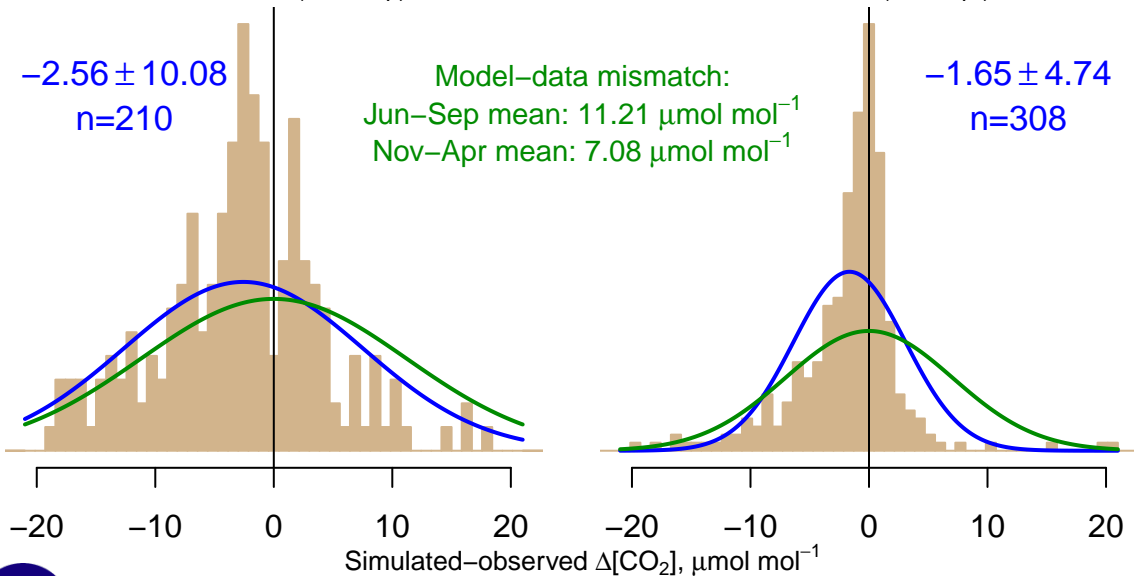 −2.56 ± 10.08
n=210
Model−data mismatch:
Jun−Sep mean: 11.21 μmol mol⁻¹
Nov−Apr mean: 7.08 μmol mol⁻¹
−1.65 ± 4.74
n=308
−20 −10 0 10 20
−20 −10 0 10 20
Simulated−observed Δ[CO₂], μmol mol⁻¹